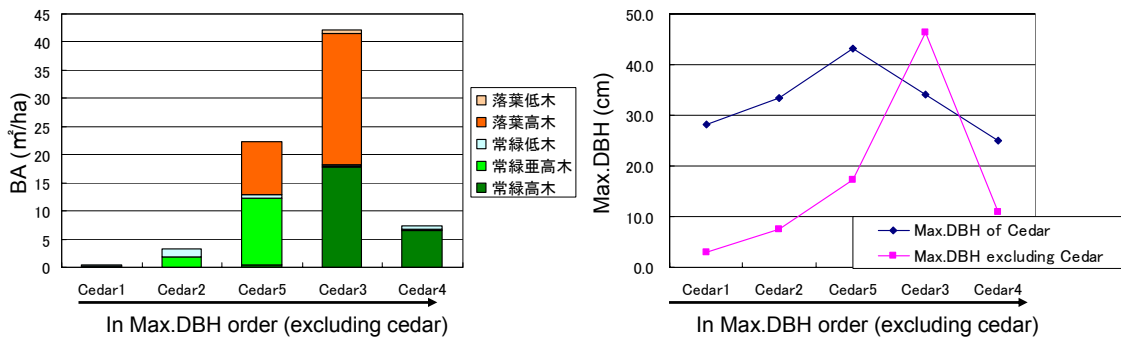 45
40
35
30
25
20
15
10
5
0
BA (㎡/ha)
Cedar1 Cedar2 Cedar5 Cedar3 Cedar4
In Max.DBH order (excluding cedar)
落葉低木
落葉高木
常緑低木
常緑亜高木
常緑高木
50.0
40.0
30.0
20.0
10.0
0.0
Max.DBH (cm)
Max.DBH of Cedar
Max.DBH excluding Cedar
Cedar1 Cedar2 Cedar5 Cedar3 Cedar4
In Max.DBH order (excluding cedar)